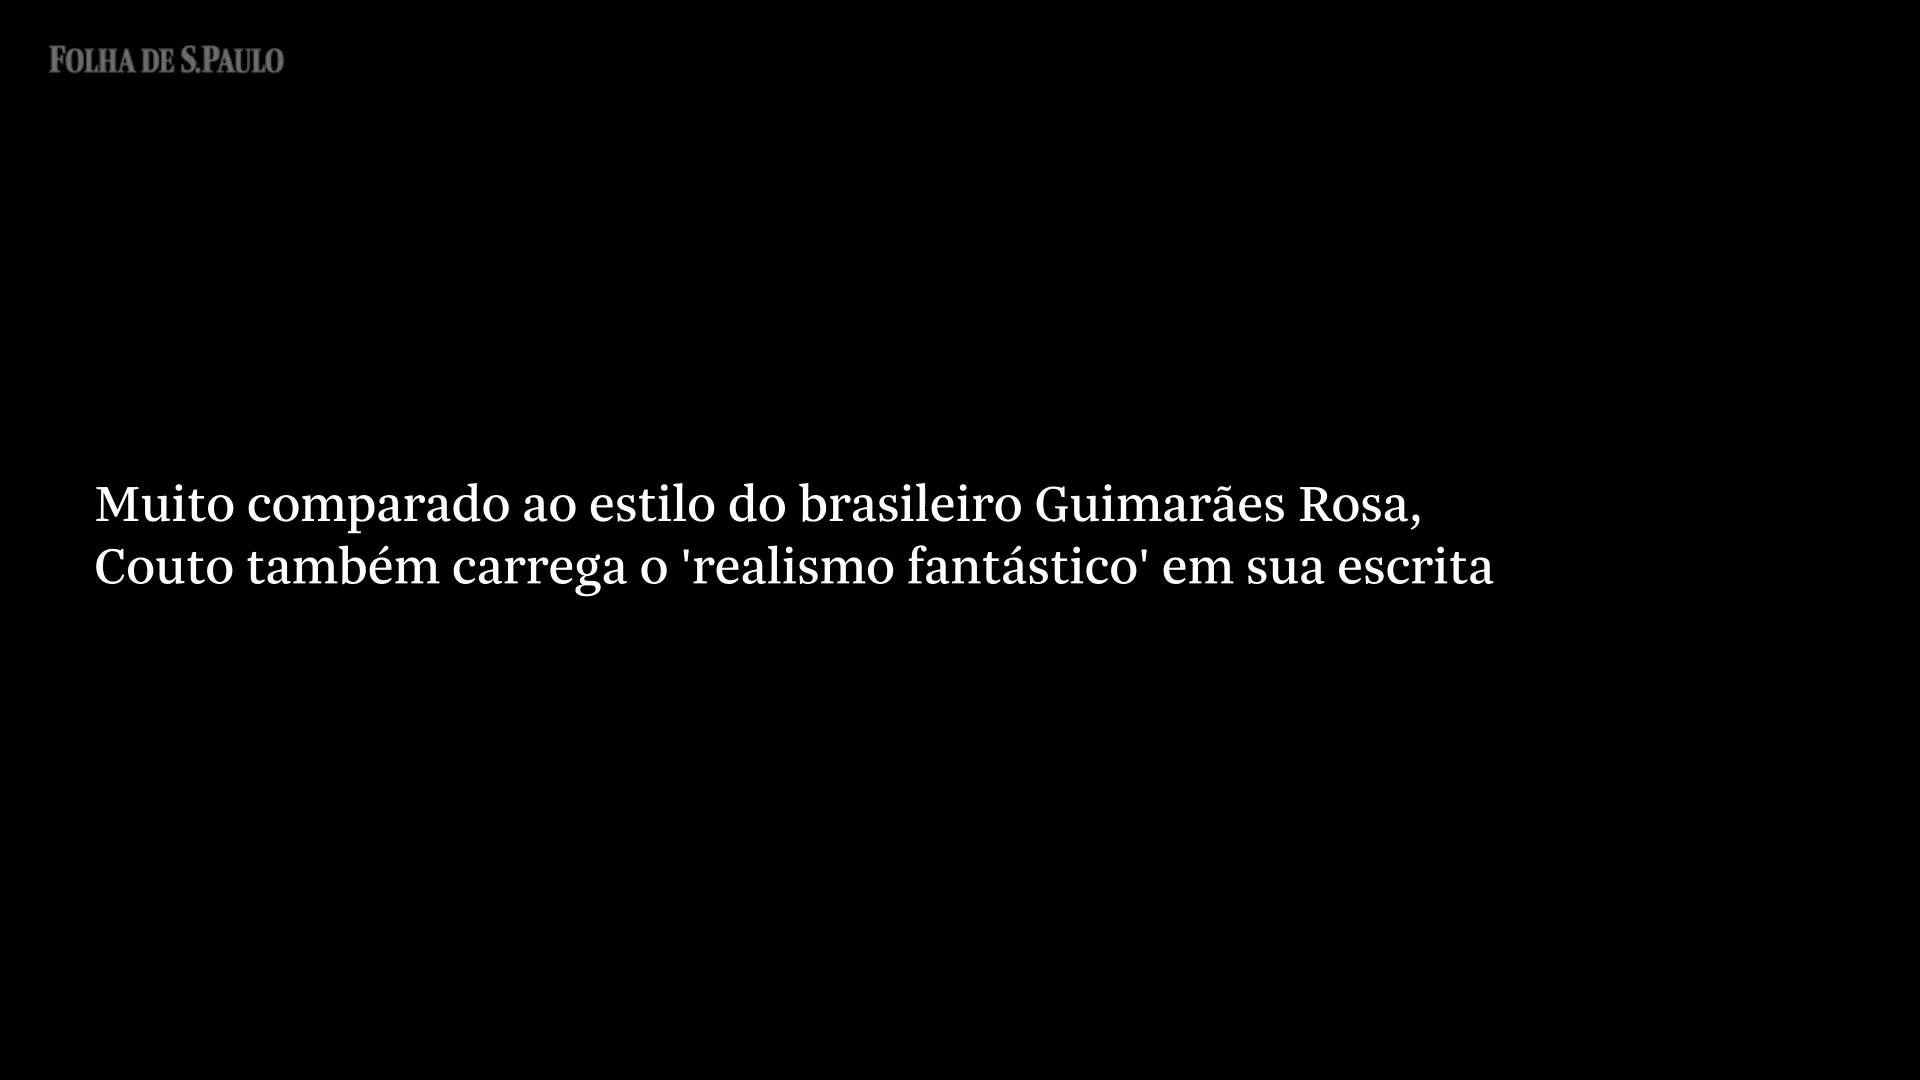 FOLHA DE S.PAULO
Muito comparado ao estilo do brasileiro Guimarães Rosa,
Couto também carrega o 'realismo fantástico' em sua escrita